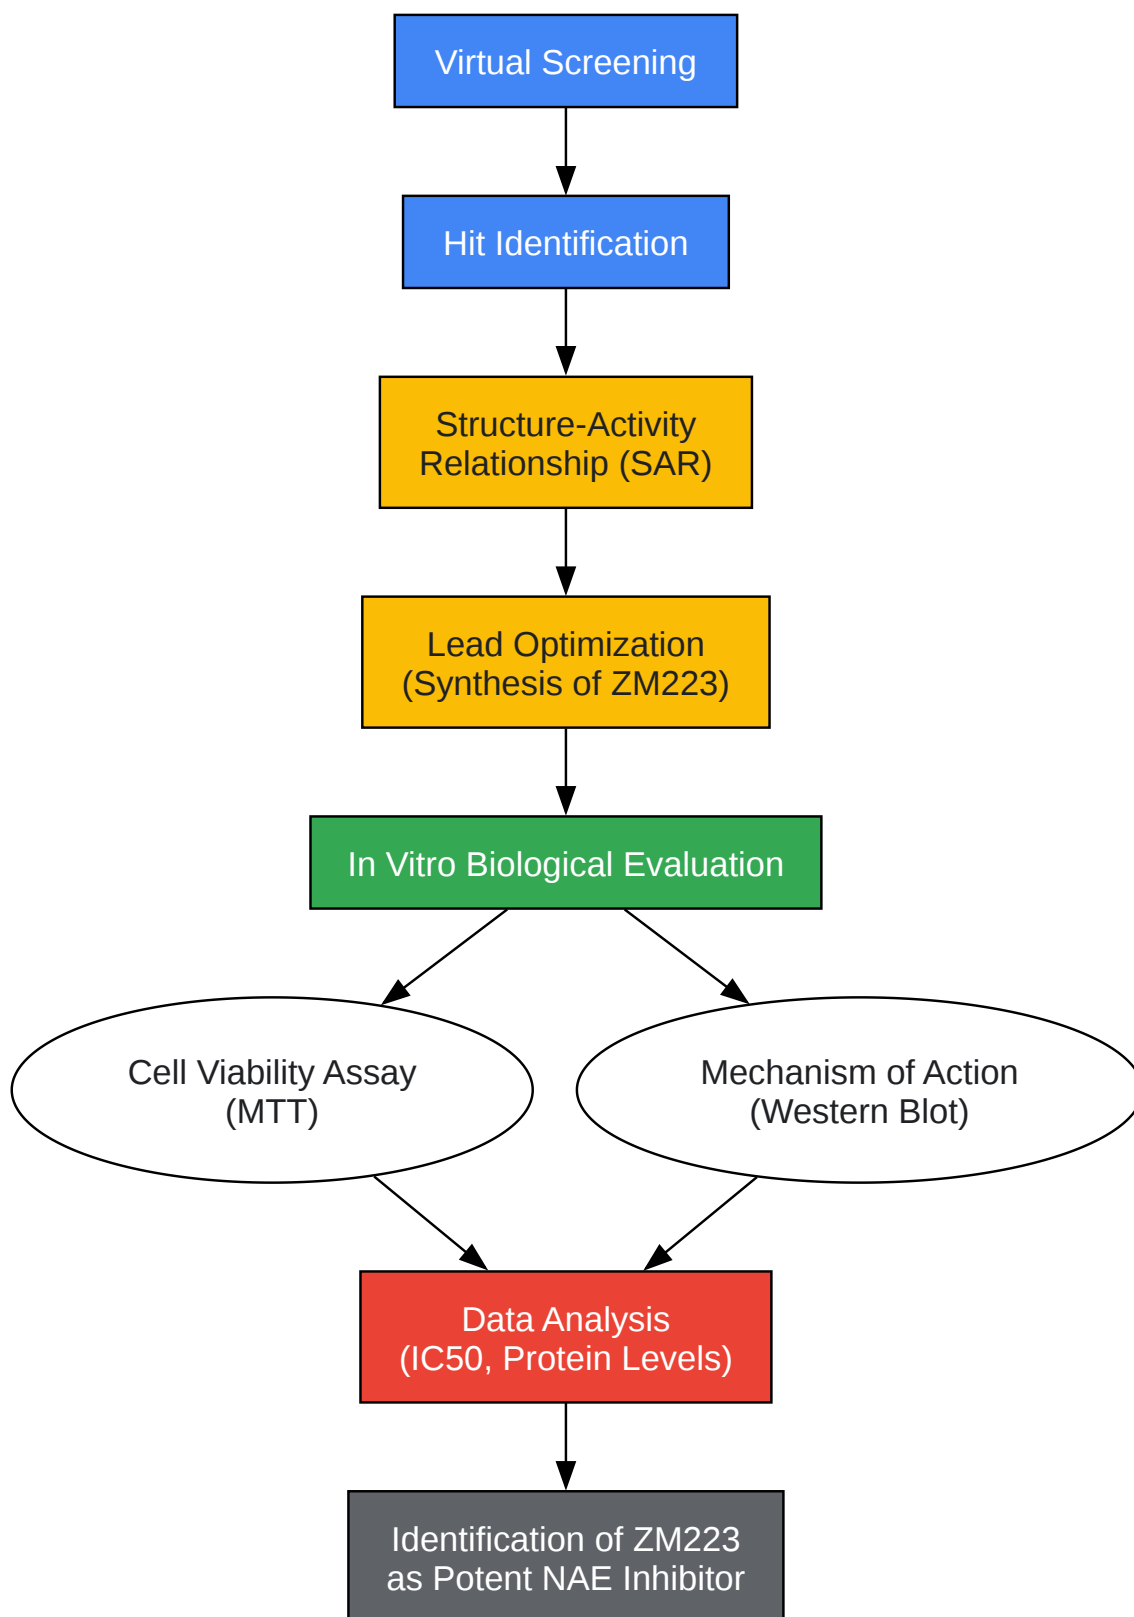 Virtual Screening
Hit Identification
Structure-Activity
Relationship (SAR)
Lead Optimization
(Synthesis of ZM223)
In Vitro Biological Evaluation
Cell Viability Assay
(MTT)
Mechanism of Action
(Western Blot)
Data Analysis
(IC50, Protein Levels)
Identification of ZM223
as Potent NAE Inhibitor